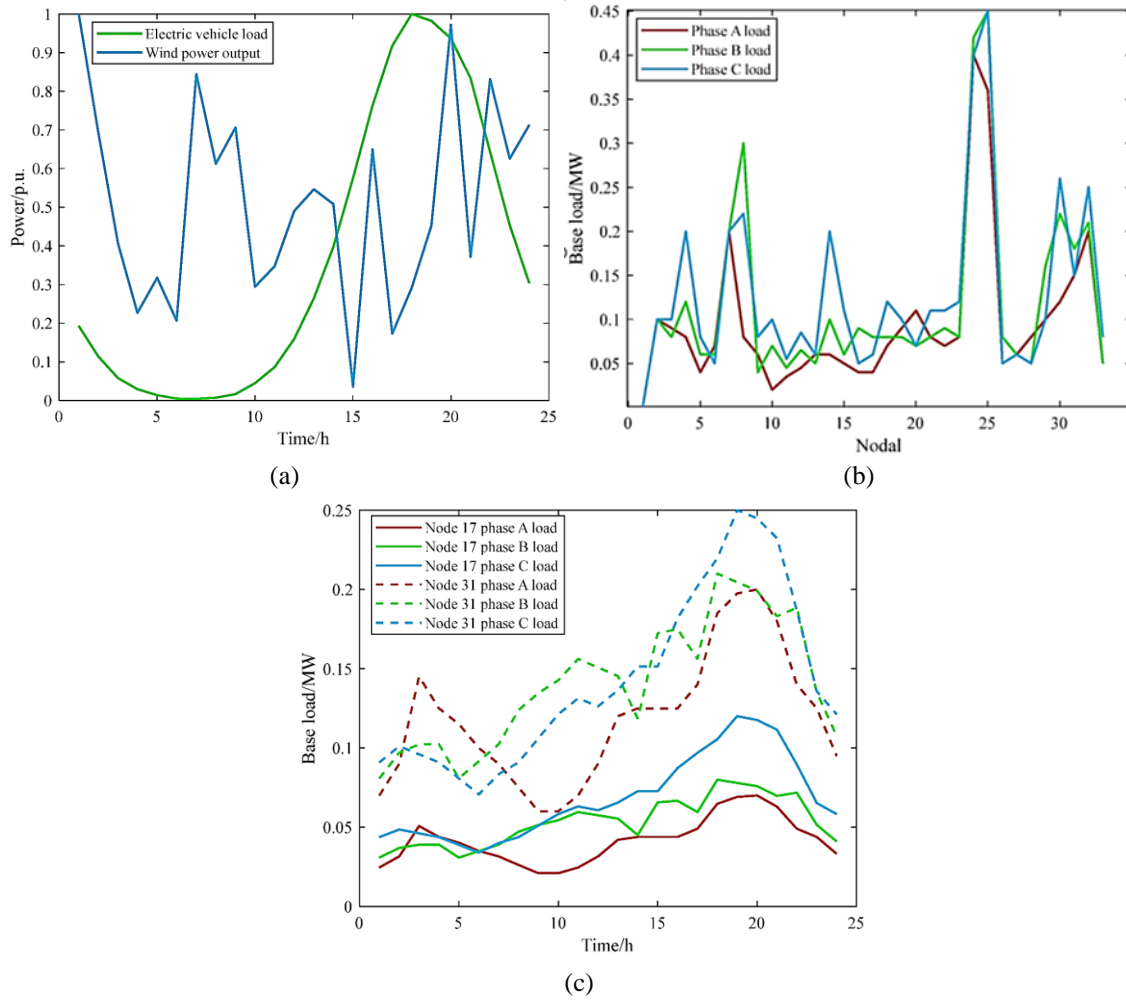 Electric vehicle load
Wind power output
1
0.9
0.8
0.7
0.6
0.5
0.4
0.3
0.2
0.1
0
Power/p.u.
0 5 10 15 20 25
Time/h
(a)
Phase A load
Phase B load
Phase C load
0.45
0.4
0.35
0.3
0.25
0.2
0.15
0.1
0.05
Base load/MW
0 5 10 15 20 25 30
Nodal
(b)
Node 17 phase A load
Node 17 phase B load
Node 17 phase C load
Node 31 phase A load
Node 31 phase B load
Node 31 phase C load
0.25
0.2
0.15
0.1
0.05
0
Base load/MW
0 5 10 15 20 25
Time/h
(c)